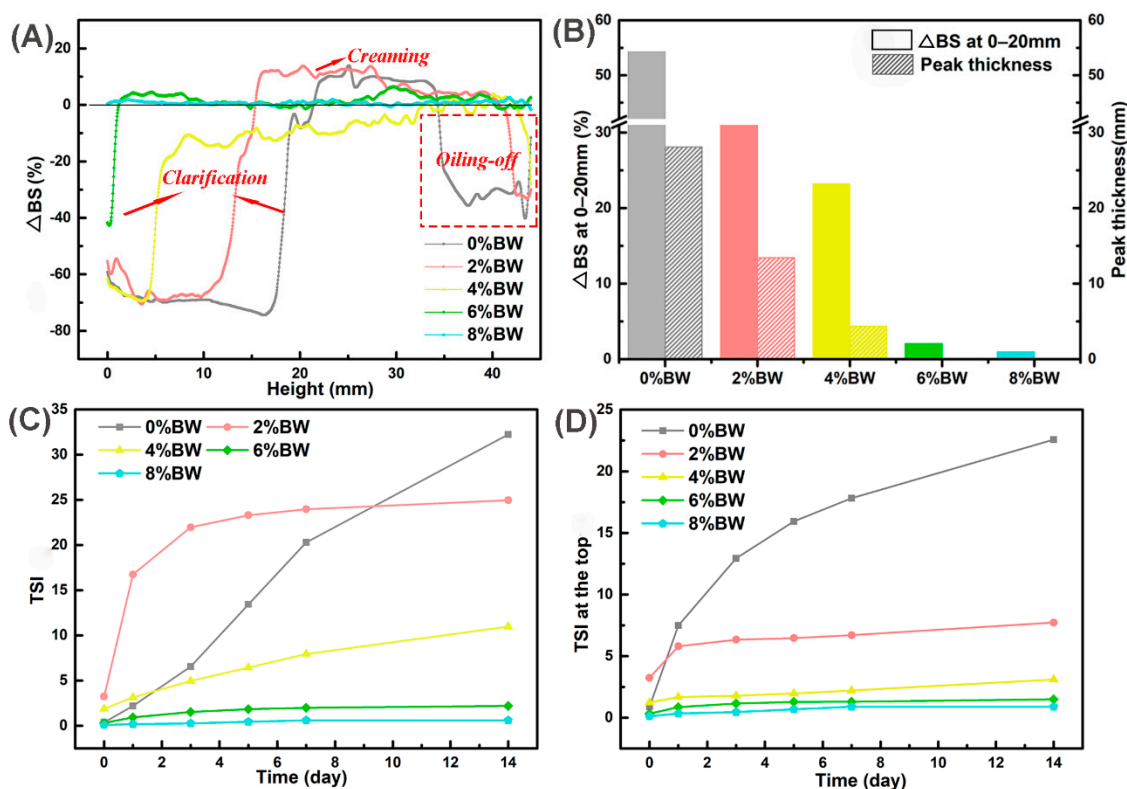 (A)
20
0
-20
-40
-60
-80
△BS (%)
Creaming
Clarification
Oiling-off
0%BW
2%BW
4%BW
6%BW
8%BW
0
10
20
30
40
Height (mm)
(B)
60
50
30
20
10
0
△BS at 0–20mm (%)
△BS at 0–20mm
Peak thickness
60
50
30
20
10
0
Peak thickness(mm)
0%BW
2%BW
4%BW
6%BW
8%BW
(C)
35
30
25
20
15
10
5
0
TSI
0%BW 2%BW
4%BW 6%BW
8%BW
0 2 4 6 8 10 12 14
Time (day)
(D)
25
20
15
10
5
0
TSI at the top
0%BW
2%BW
4%BW
6%BW
8%BW
0 2 4 6 8 10 12 14
Time (day)